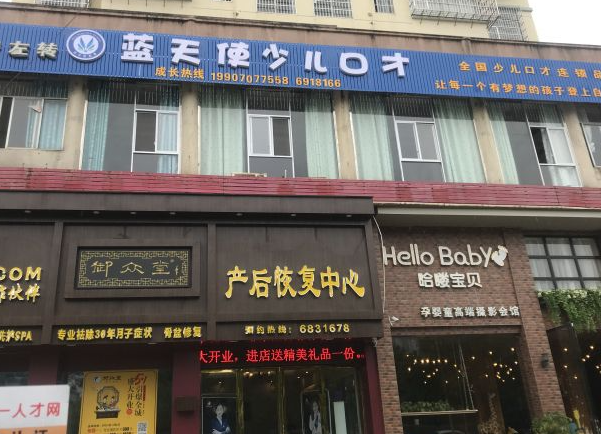 左转
蓝天使少儿口才
成长热线 19907077558 6918166
全国少儿口才连锁品
让每一个有梦想的孩子登上自
COM
御众堂
产后恢复中心
预约热线：6831678
专业祛除36年月子症状 骨盆修复
SPA
大开业，进店送精美礼品一份。
Hello Baby
哈喽宝贝
孕婴童高端摄影会馆
一人才网